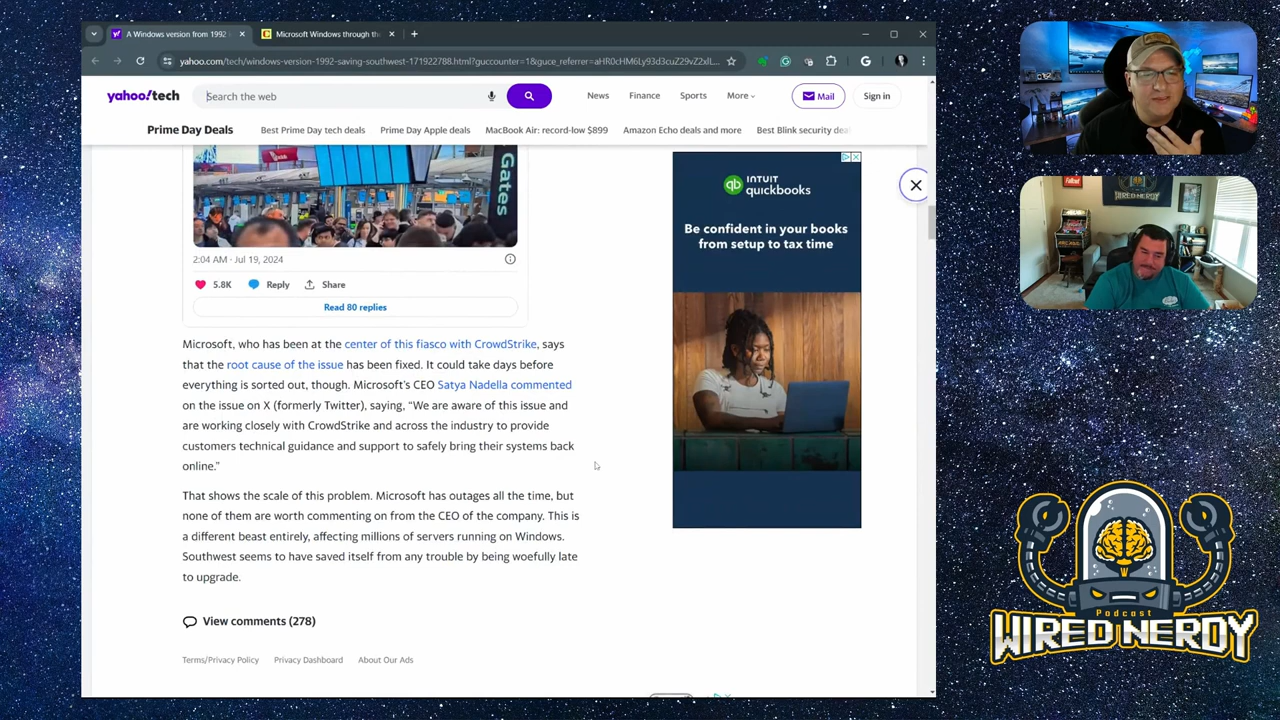 A Windows version from 1992
Microsoft Windows through th
yahoo.com/tech/windows-version-1992-saving-southwest-171922788.html?guccounter=1&guce_referrer=aHR0cHM6Ly93d3cuZ29vZ2xlL...
yahoo!tech
Search the web
News
Finance
Sports
More
Mail
Sign in
Prime Day Deals
Best Prime Day tech deals
Prime Day Apple deals
MacBook Air: record-low $899
Amazon Echo deals and more
Best Blink security dea
Gates
2:04 AM · Jul 19, 2024
5.8K
Reply
Share
Read 80 replies
Microsoft, who has been at the center of this fiasco with CrowdStrike, says
that the root cause of the issue has been fixed. It could take days before
everything is sorted out, though. Microsoft's CEO Satya Nadella commented
on the issue on X (formerly Twitter), saying, “We are aware of this issue and
are working closely with CrowdStrike and across the industry to provide
customers technical guidance and support to safely bring their systems back
online.”
That shows the scale of this problem. Microsoft has outages all the time, but
none of them are worth commenting on from the CEO of the company. This is
a different beast entirely, affecting millions of servers running on Windows.
Southwest seems to have saved itself from any trouble by being woefully late
to upgrade.
View comments (278)
Terms/Privacy Policy
Privacy Dashboard
About Our Ads
INTUIT
qb quickbooks
Be confident in your books
from setup to tax time
Podcast
WIRED NERDY